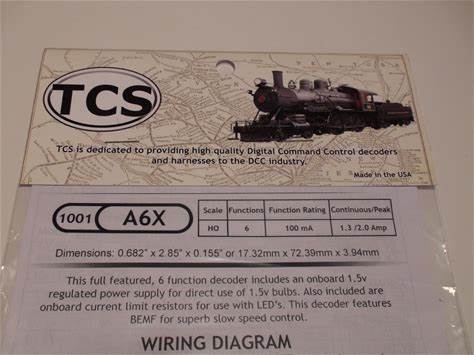 TCS
TCS is dedicated to providing high quality Digital Command Control decoders
and harnesses to the DCC industry.
Made in the USA
1001 A6X
Scale Functions Function Rating Continuous/Peak
HO 6 100 mA 1.3 /2.0 Amp
Dimensions: 0.682" x 2.85" x 0.155" or 17.32mm x 72.39mm x 3.94mm
This full featured, 6 function decoder includes an onboard 1.5v
regulated power supply for direct use of 1.5v bulbs. Also included are
onboard current limit resistors for use with LED's. This decoder features
BEMF for superb slow speed control.
WIRING DIAGRAM